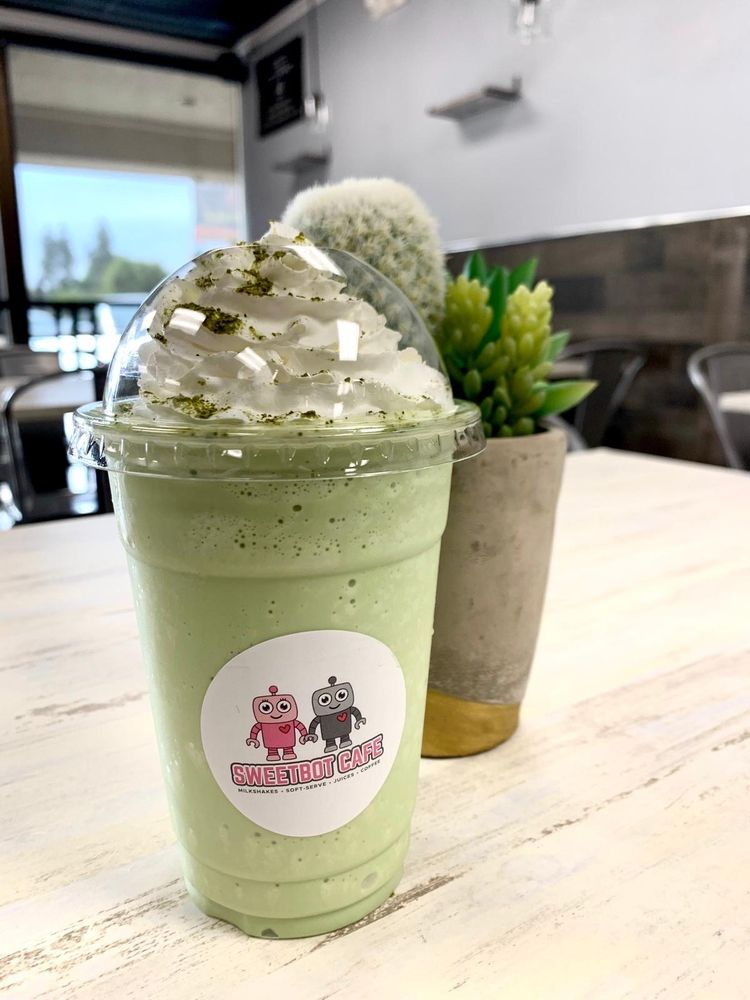 SWEETBOT CAFE
MILKSHAKES • SOFT-SERVE • JUICES • COFFEE